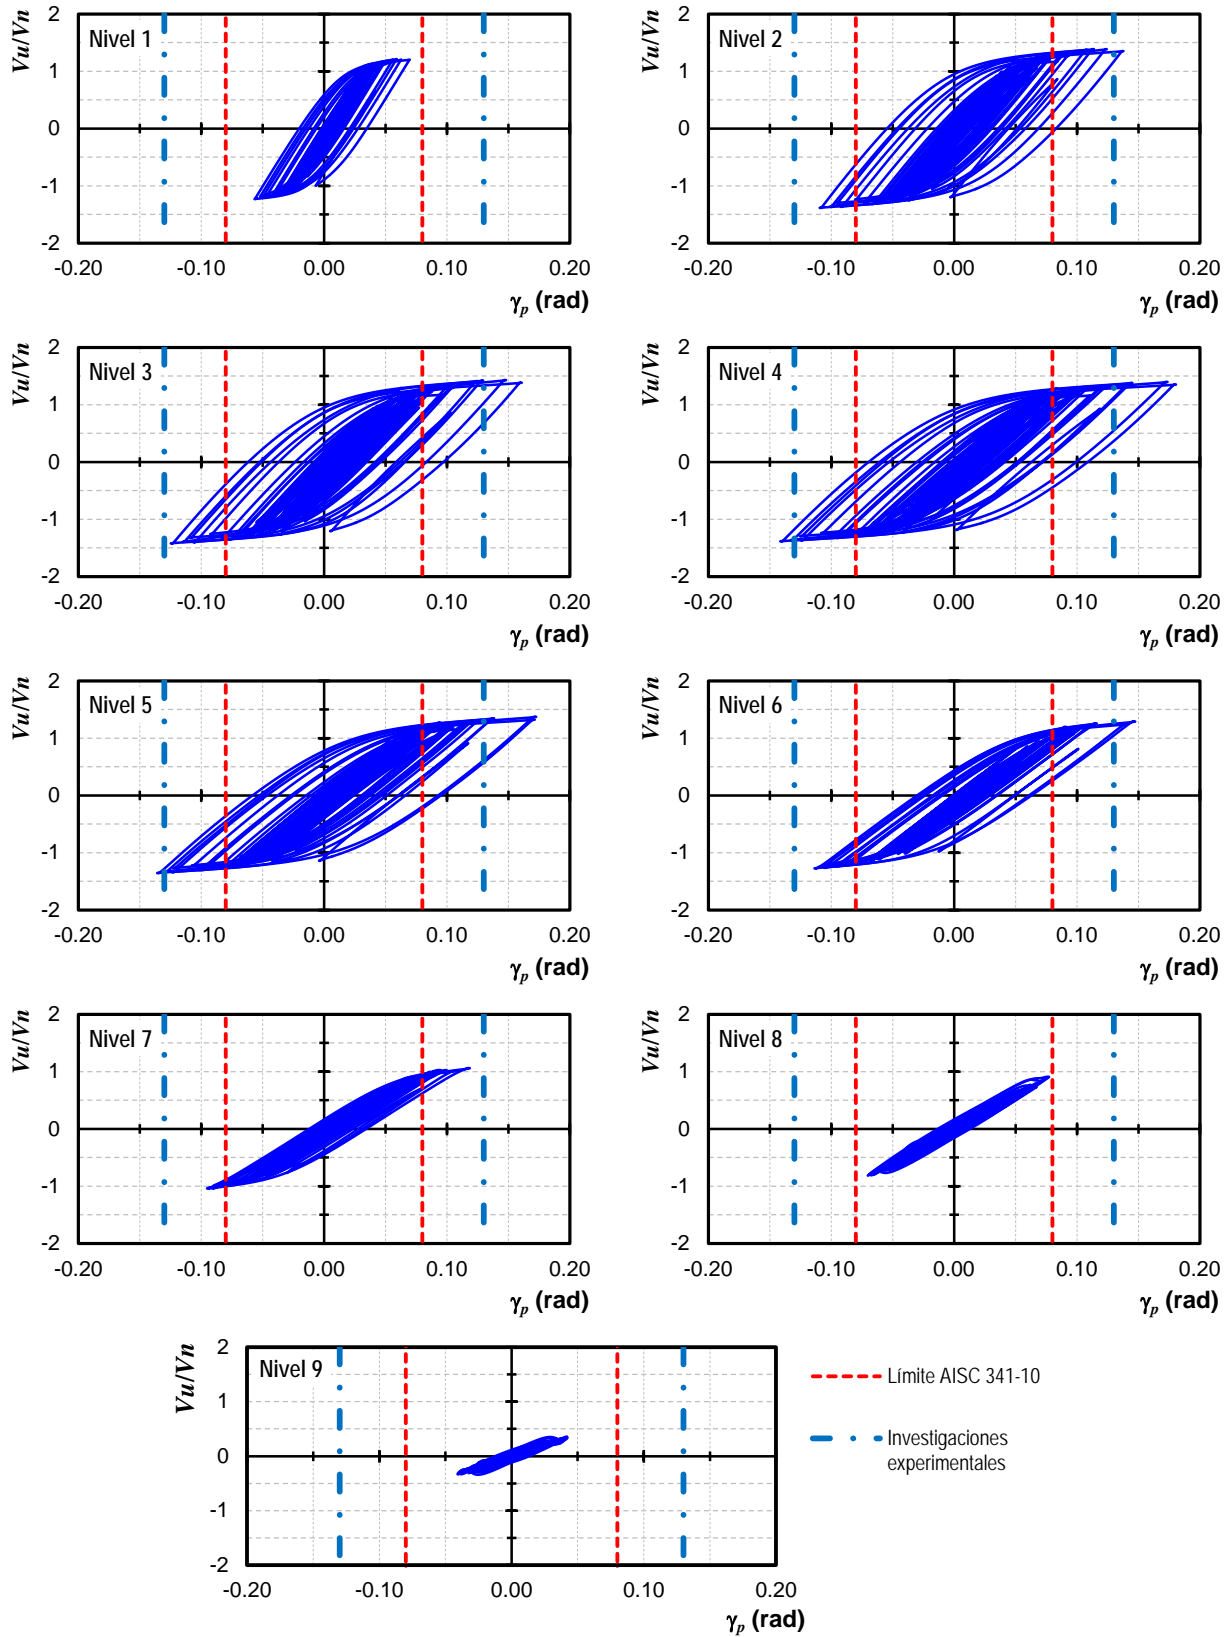 Nivel 1
Vu/Vn
2
1
0
-1
-2
-0.20 -0.10 0.00 0.10 0.20
γp (rad)
Nivel 2
Vu/Vn
2
1
0
-1
-2
-0.20 -0.10 0.00 0.10 0.20
γp (rad)
Nivel 3
Vu/Vn
2
1
0
-1
-2
-0.20 -0.10 0.00 0.10 0.20
γp (rad)
Nivel 4
Vu/Vn
2
1
0
-1
-2
-0.20 -0.10 0.00 0.10 0.20
γp (rad)
Nivel 5
Vu/Vn
2
1
0
-1
-2
-0.20 -0.10 0.00 0.10 0.20
γp (rad)
Nivel 6
Vu/Vn
2
1
0
-1
-2
-0.20 -0.10 0.00 0.10 0.20
γp (rad)
Nivel 7
Vu/Vn
2
1
0
-1
-2
-0.20 -0.10 0.00 0.10 0.20
γp (rad)
Nivel 8
Vu/Vn
2
1
0
-1
-2
-0.20 -0.10 0.00 0.10 0.20
γp (rad)
Nivel 9
Vu/Vn
2
1
0
-1
-2
-0.20 -0.10 0.00 0.10 0.20
γp (rad)
Límite AISC 341-10
Investigaciones
experimentales